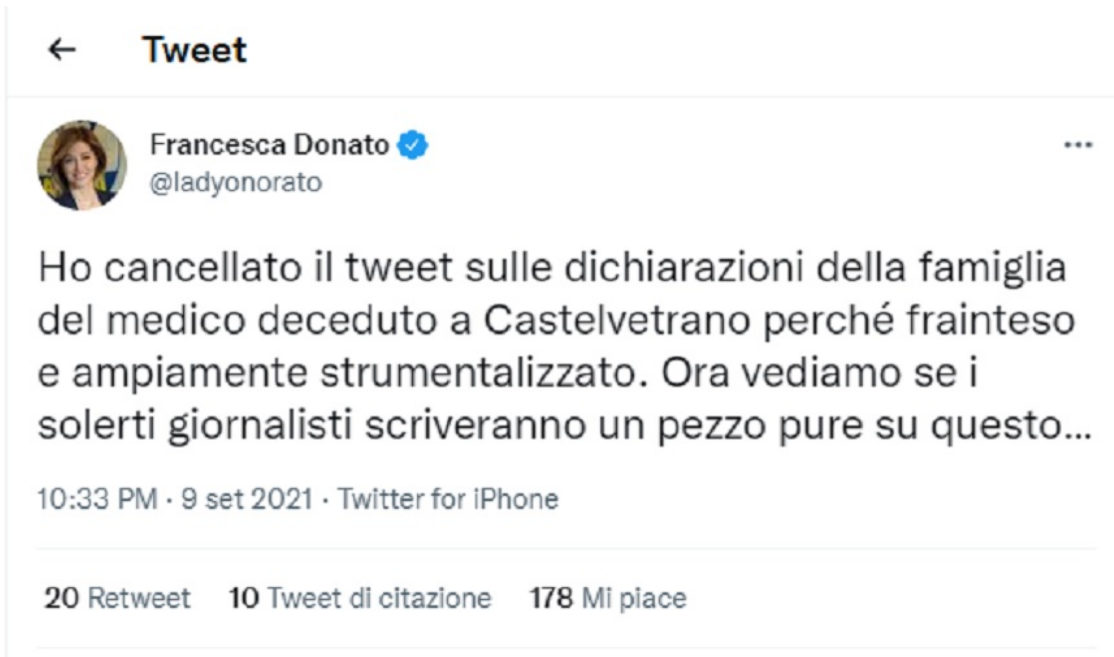 Tweet
Francesca Donato
@ladyonorato
Ho cancellato il tweet sulle dichiarazioni della famiglia
del medico deceduto a Castelvetrano perché frainteso
e ampiamente strumentalizzato. Ora vediamo se i
solerti giornalisti scriveranno un pezzo pure su questo...
10:33 PM · 9 set 2021 · Twitter for iPhone
20 Retweet 10 Tweet di citazione 178 Mi piace